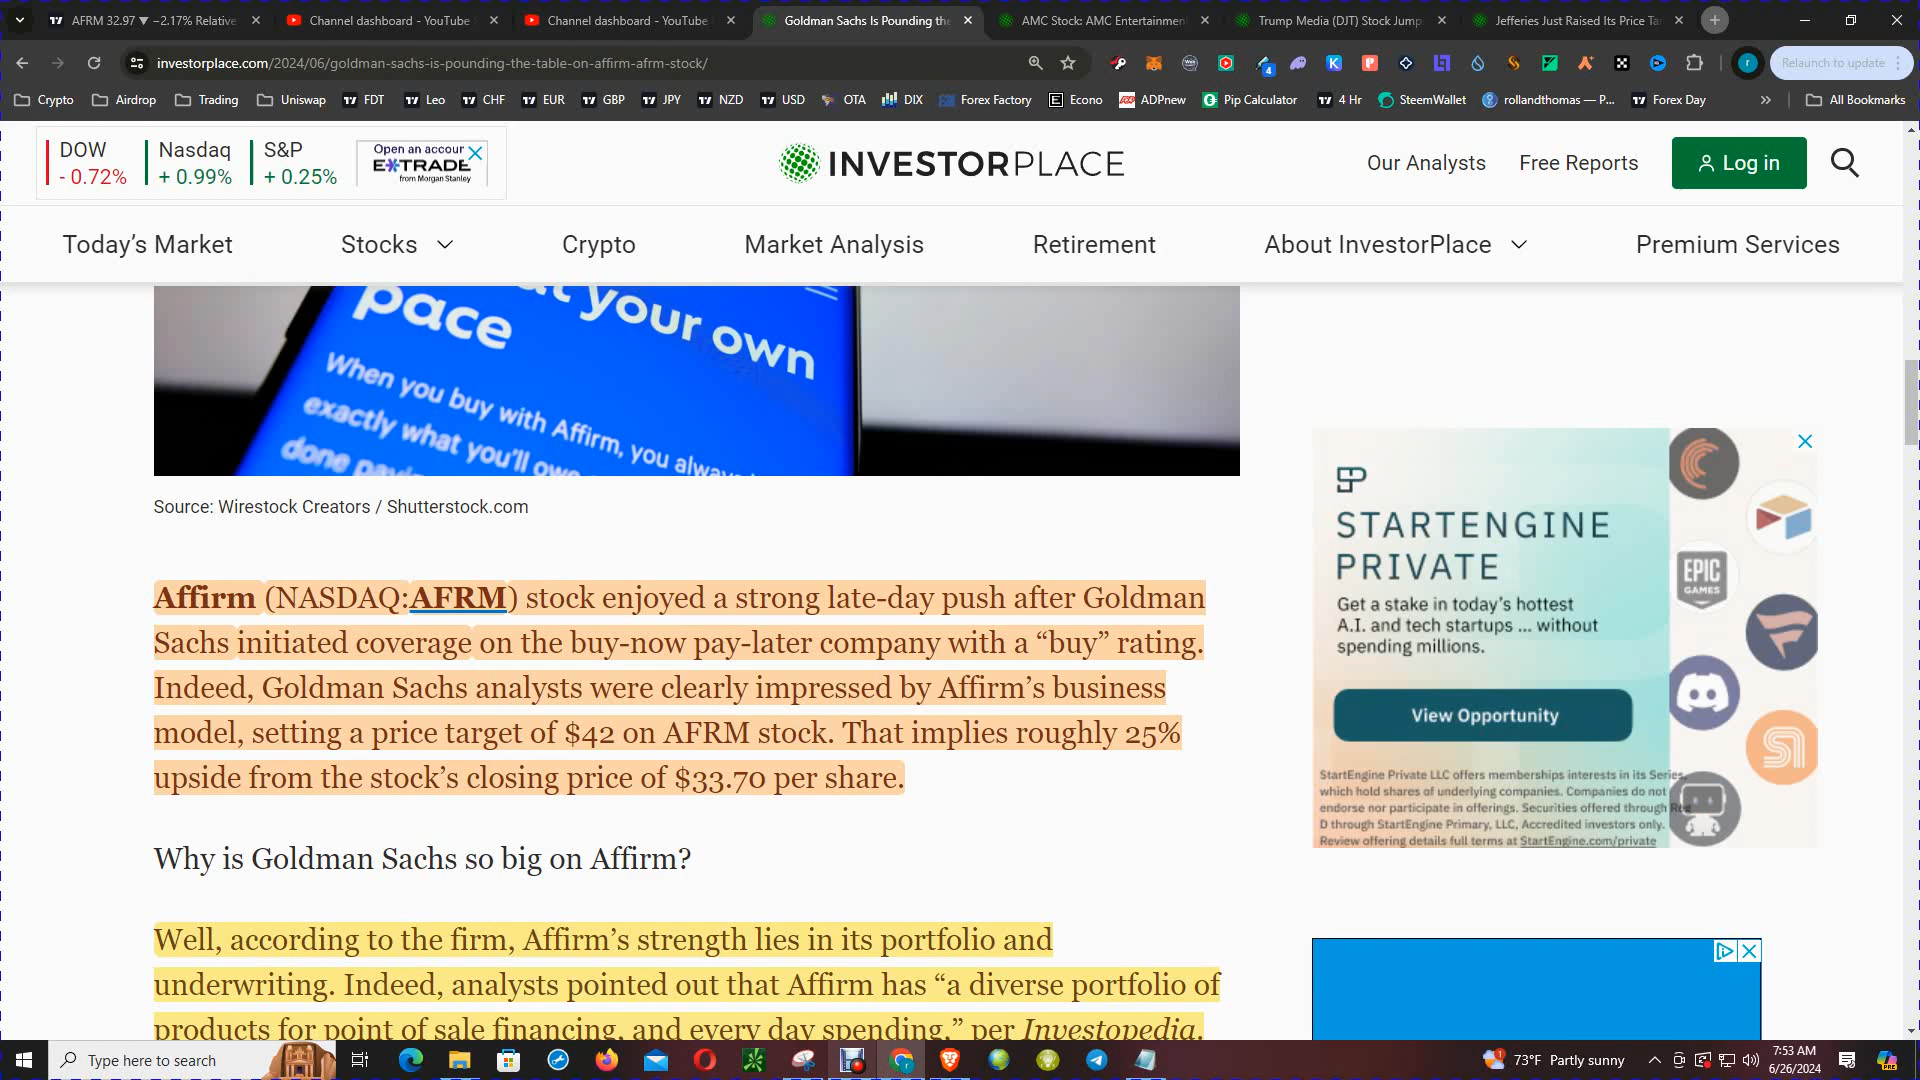 AFRM 32.97 ▼ −2.17% Relative
Channel dashboard - YouTube
Channel dashboard - YouTube
Goldman Sachs Is Pounding the
AMC Stock: AMC Entertainmen
Trump Media (DJT) Stock Jump
Jefferies Just Raised Its Price Ta
investorplace.com/2024/06/goldman-sachs-is-pounding-the-table-on-affirm-afrm-stock/
4
r
Relaunch to update
Crypto
Airdrop
Trading
Uniswap
FDT
Leo
CHF
EUR
GBP
JPY
NZD
USD
OTA
DIX
Forex Factory
Econo
ADPnew
Pip Calculator
4 Hr
SteemWallet
rollandthomas — P...
Forex Day
»
All Bookmarks
DOW
- 0.72%
Nasdaq
+ 0.99%
S&P
+ 0.25%
Open an accour
E*TRADE
from Morgan Stanley
INVESTORPLACE
Our Analysts
Free Reports
Log in
Today’s Market
Stocks
Crypto
Market Analysis
Retirement
About InvestorPlace
Premium Services
at your own
pace
When you buy with Affirm, you always
exactly what you'll owe
done paying
Source: Wirestock Creators / Shutterstock.com
Affirm (NASDAQ:AFRM) stock enjoyed a strong late-day push after Goldman
Sachs initiated coverage on the buy-now pay-later company with a “buy” rating.
Indeed, Goldman Sachs analysts were clearly impressed by Affirm’s business
model, setting a price target of $42 on AFRM stock. That implies roughly 25%
upside from the stock’s closing price of $33.70 per share.
Why is Goldman Sachs so big on Affirm?
Well, according to the firm, Affirm’s strength lies in its portfolio and
underwriting. Indeed, analysts pointed out that Affirm has “a diverse portfolio of
products for point of sale financing, and every day spending,” per Investopedia.
STARTENGINE
PRIVATE
Get a stake in today's hottest
A.I. and tech startups ... without
spending millions.
View Opportunity
StartEngine Private LLC offers memberships interests in its Series,
which hold shares of underlying companies. Companies do not
endorse nor participate in offerings. Securities offered through Reg
D through StartEngine Primary, LLC, Accredited investors only.
Review offering details full terms at StartEngine.com/private
EPIC
GAMES
Type here to search
73°F Partly sunny
7:53 AM
6/26/2024